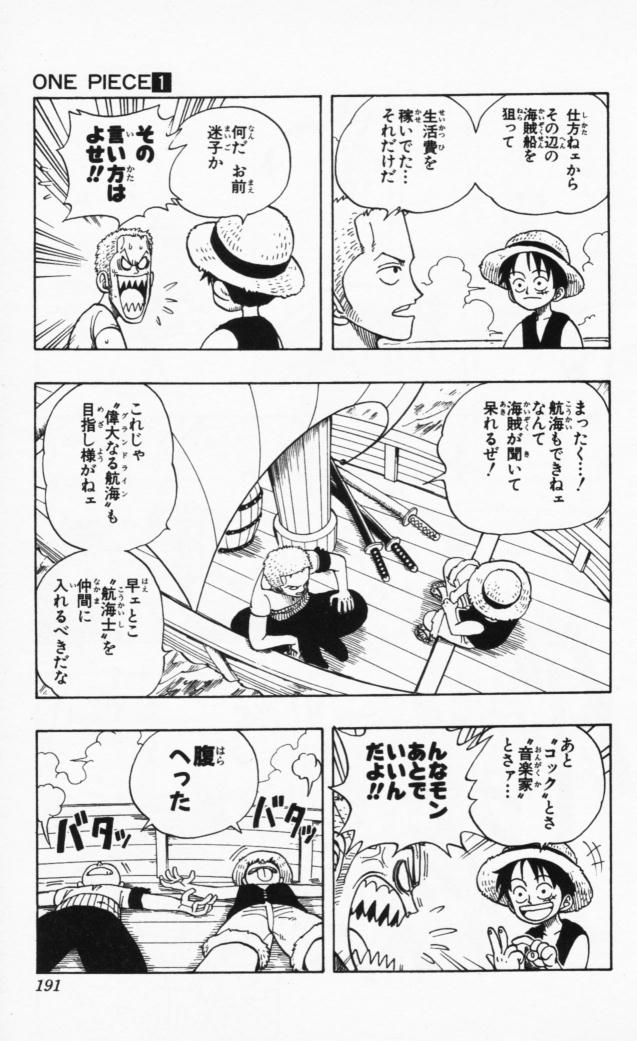 ONE PIECE 1
仕方ねェから
その辺の
海賊船を
狙って
生活費を
稼いでた…
それだけだ
何だ お前
迷子か
その
言い方は
よせ!!
まったく…!
航海もできねェ
なんて
海賊が聞いて
呆れるぜ!
これじゃ
"偉大なる航海"も
目指し様がねェ
早ェとこ
"航海士"を
仲間に
入れるべきだな
あと
"コック"とさ
"音楽家"
とさァ…
んなモン
あとで
いいん
だよ!!
腹
へった
バタッ
バタッ
191